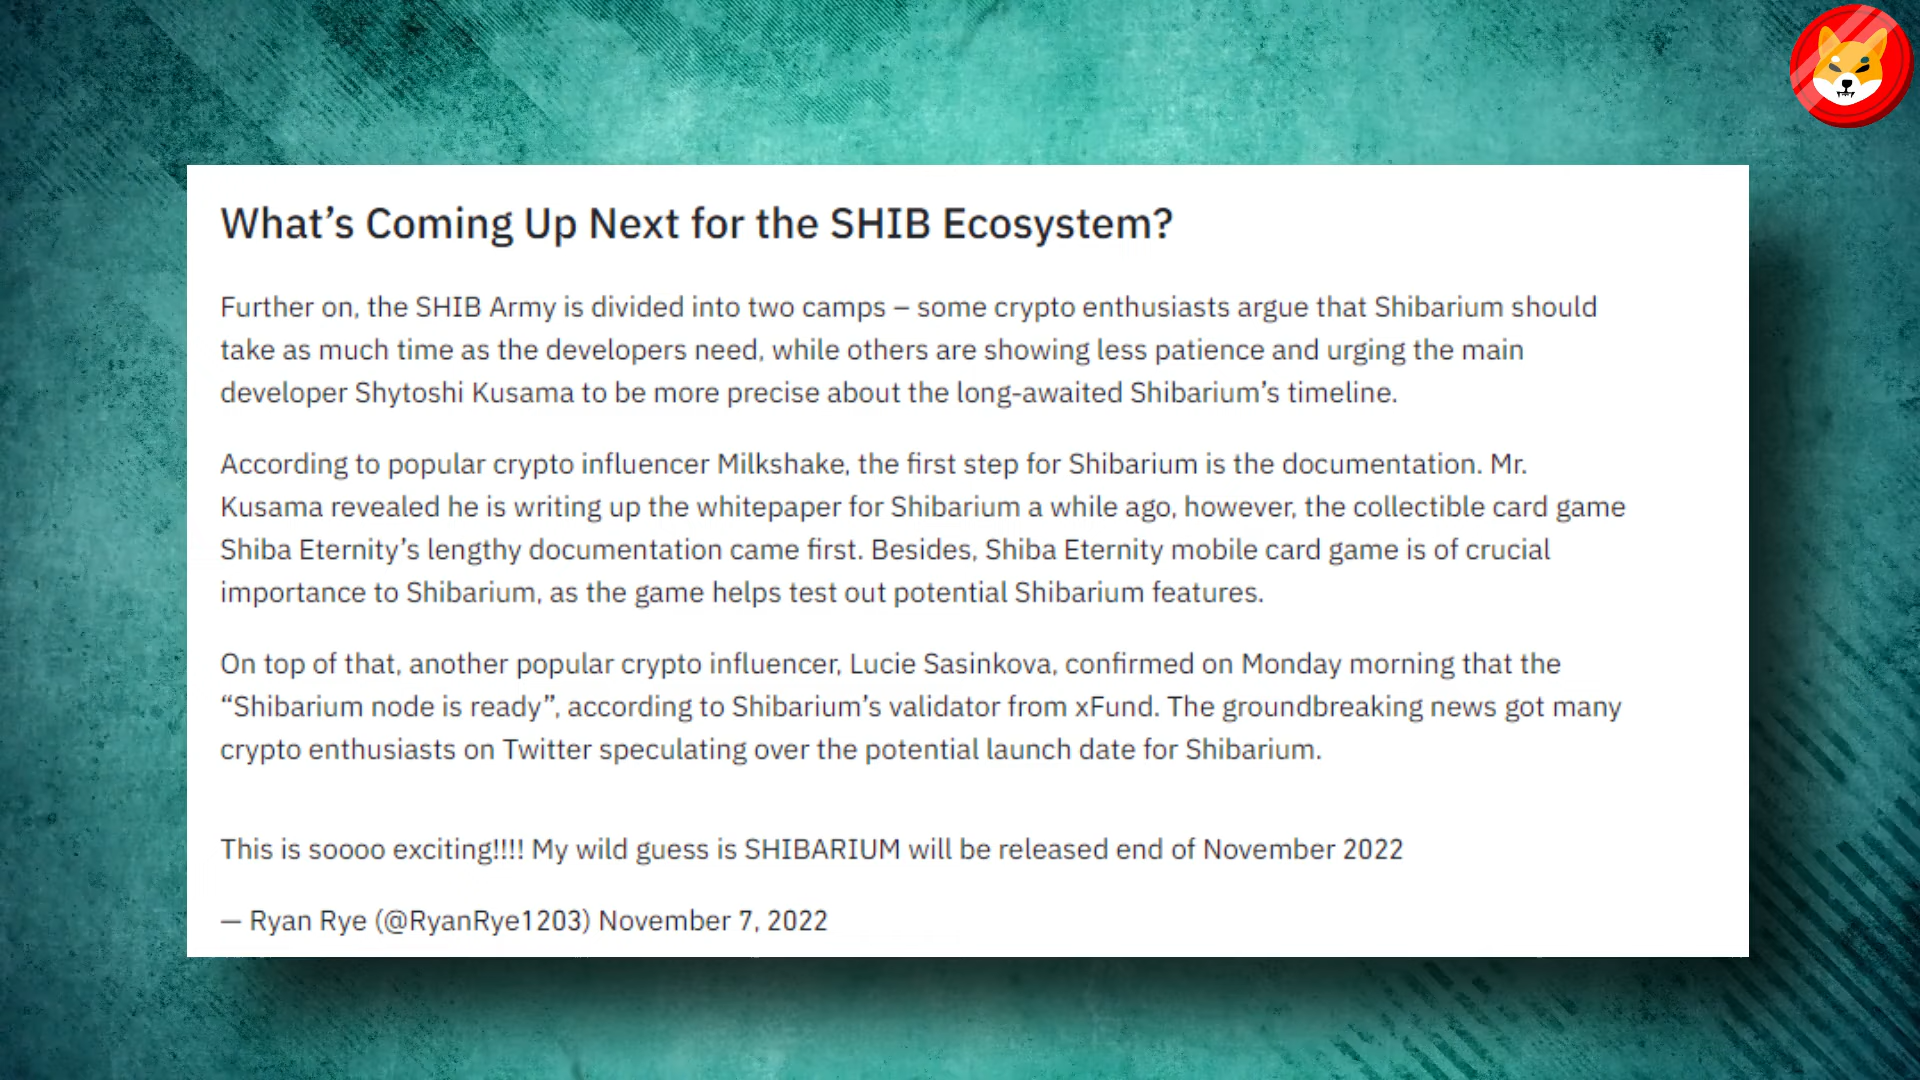 What’s Coming Up Next for the SHIB Ecosystem?
Further on, the SHIB Army is divided into two camps – some crypto enthusiasts argue that Shibarium should
take as much time as the developers need, while others are showing less patience and urging the main
developer Shytoshi Kusama to be more precise about the long-awaited Shibarium’s timeline.
According to popular crypto influencer Milkshake, the first step for Shibarium is the documentation. Mr.
Kusama revealed he is writing up the whitepaper for Shibarium a while ago, however, the collectible card game
Shiba Eternity’s lengthy documentation came first. Besides, Shiba Eternity mobile card game is of crucial
importance to Shibarium, as the game helps test out potential Shibarium features.
On top of that, another popular crypto influencer, Lucie Sasinkova, confirmed on Monday morning that the
“Shibarium node is ready”, according to Shibarium’s validator from xFund. The groundbreaking news got many
crypto enthusiasts on Twitter speculating over the potential launch date for Shibarium.
This is soooo exciting!!!! My wild guess is SHIBARIUM will be released end of November 2022
— Ryan Rye (@RyanRye1203) November 7, 2022